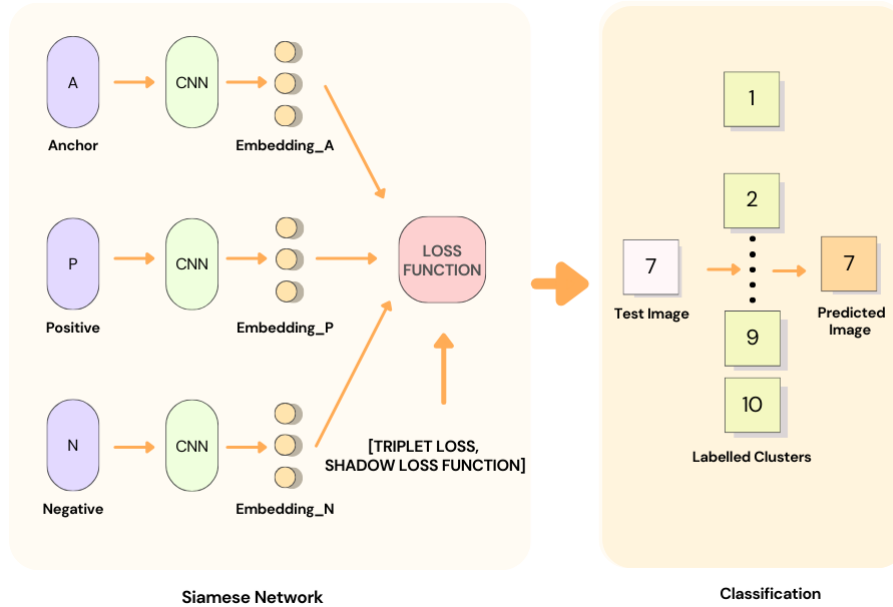 A
CNN
Anchor
Embedding_A
P
CNN
Positive
Embedding_P
LOSS
FUNCTION
N
CNN
Negative
Embedding_N
[TRIPLET LOSS,
SHADOW LOSS FUNCTION]
Siamese Network
1
2
7
Test Image
7
Predicted
Image
9
10
Labelled Clusters
Classification